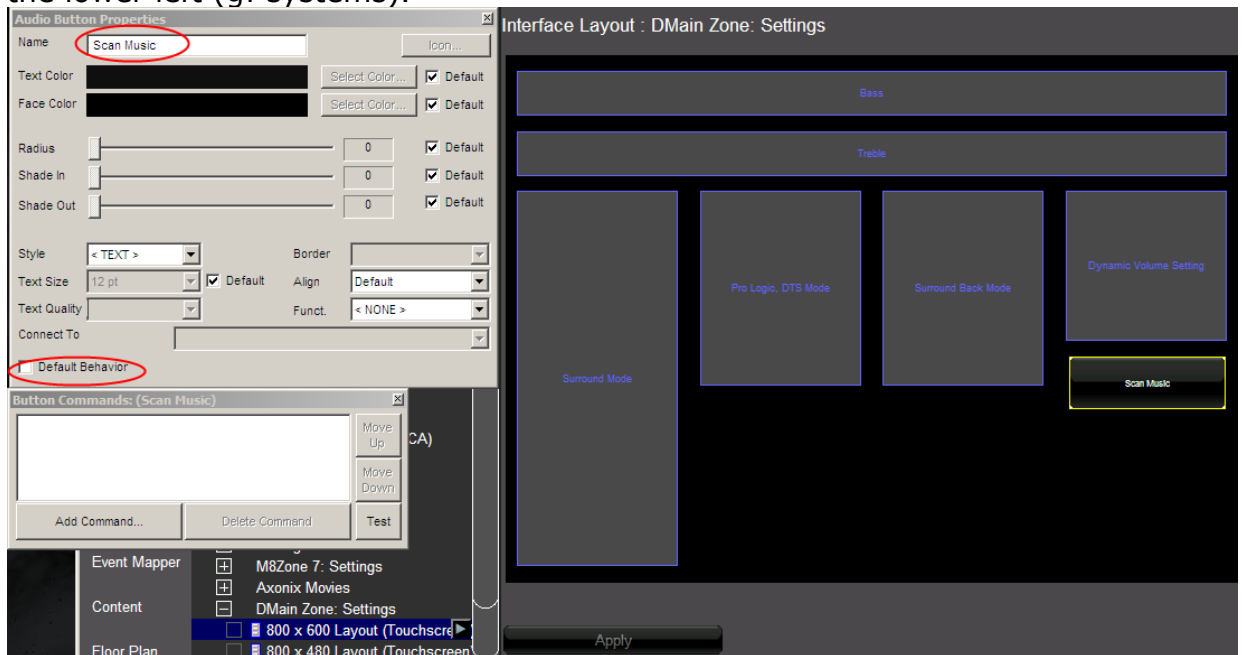 the lower left (g! Systems).
Audio Button Properties
Name
Scan Music
Icon...
Text Color
Select Color...
Default
Face Color
Select Color...
Default
Radius
0
Default
Shade In
0
Default
Shade Out
0
Default
Style
< TEXT >
Border
Text Size
12 pt
Default
Align
Default
Text Quality
Funct.
< NONE >
Connect To
Default Behavior
Button Commands: (Scan Music)
Move Up
CA)
Move Down
Add Command...
Delete Command
Test
Event Mapper
M8Zone 7: Settings
Axonix Movies
Content
DMain Zone: Settings
800 x 600 Layout (Touchscre
Floor Plan
800 x 480 Layout (Touchscreen
Interface Layout : DMain Zone: Settings
Bass
Treble
Surround Mode
Pro Logic, DTS Mode
Surround Back Mode
Dynamic Volume Setting
Scan Music
Apply